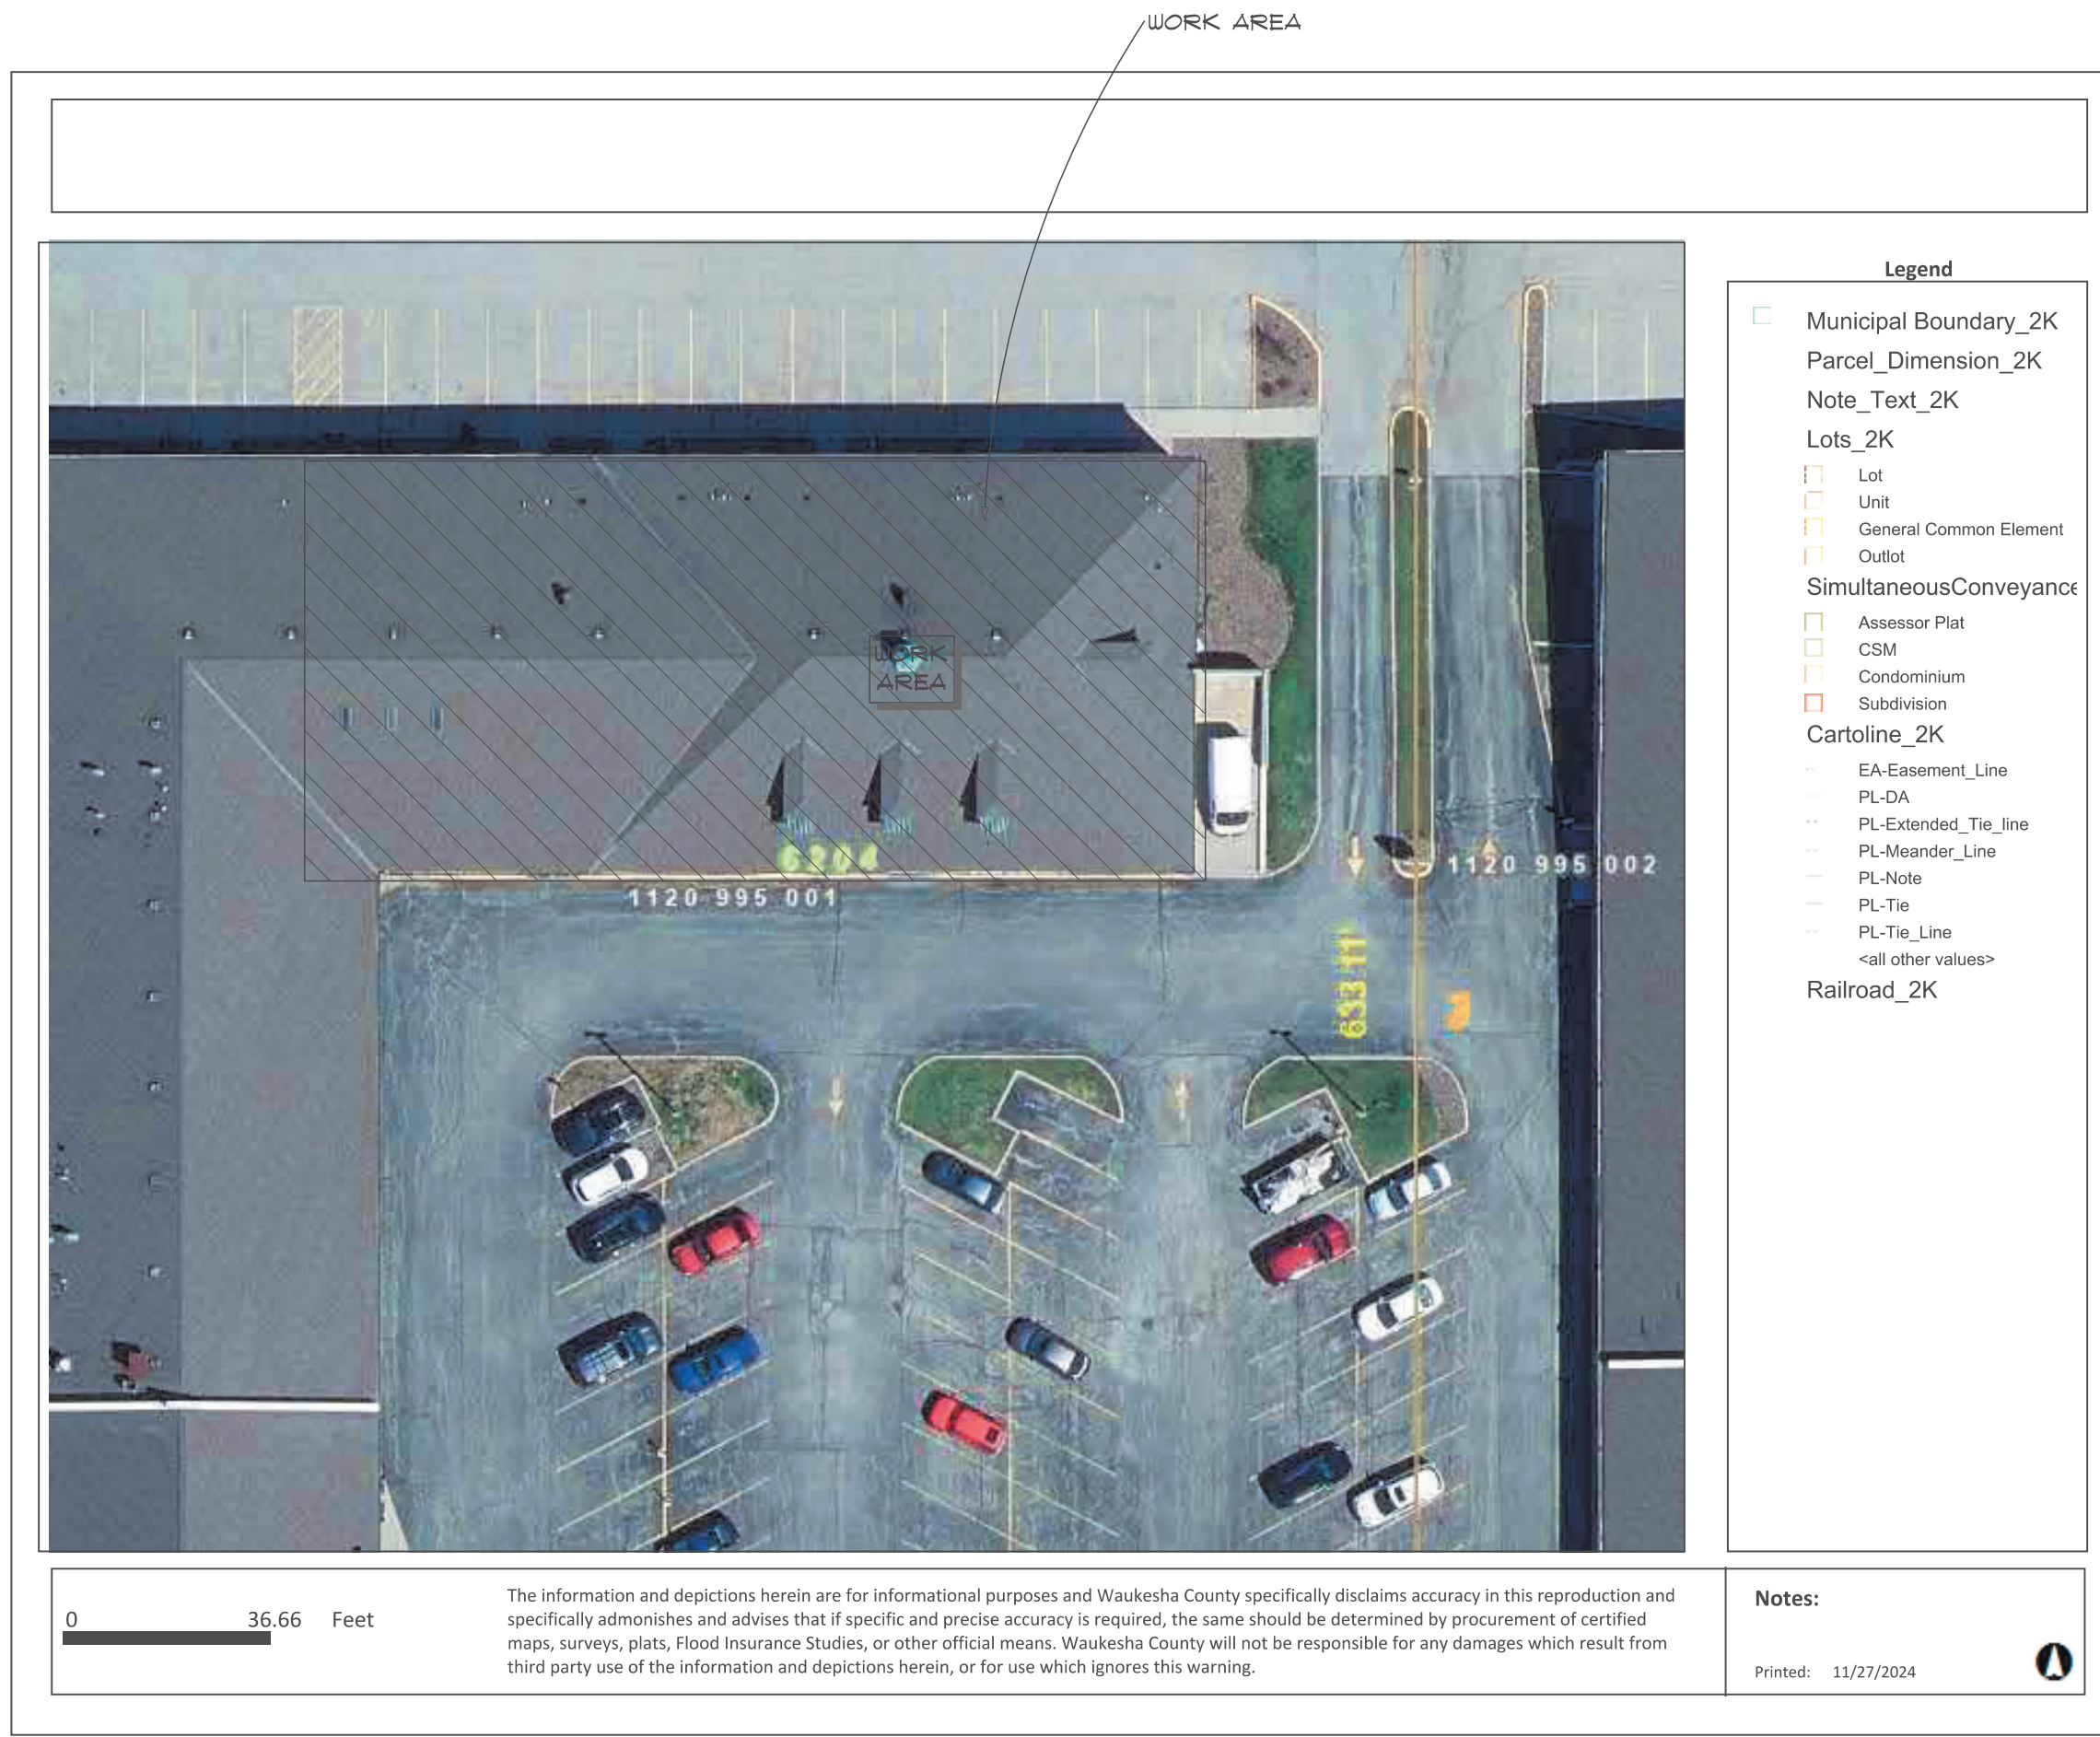 WORK AREA
Legend
Municipal Boundary_2K
Parcel_Dimension_2K
Note_Text_2K
Lots_2K
Lot
Unit
General Common Element
Outlot
SimultaneousConveyance
Assessor Plat
CSM
Condominium
Subdivision
Cartoline_2K
EA-Easement_Line
PL-DA
PL-Extended_Tie_line
PL-Meander_Line
PL-Note
PL-Tie
PL-Tie_Line
<all other values>
Railroad_2K
WORK
AREA
6204
1120 995 001
1120 995 002
633.11
0 36.66 Feet
The information and depictions herein are for informational purposes and Waukesha County specifically disclaims accuracy in this reproduction and
specifically admonishes and advises that if specific and precise accuracy is required, the same should be determined by procurement of certified
maps, surveys, plats, Flood Insurance Studies, or other official means. Waukesha County will not be responsible for any damages which result from
third party use of the information and depictions herein, or for use which ignores this warning.
Notes:
Printed: 11/27/2024